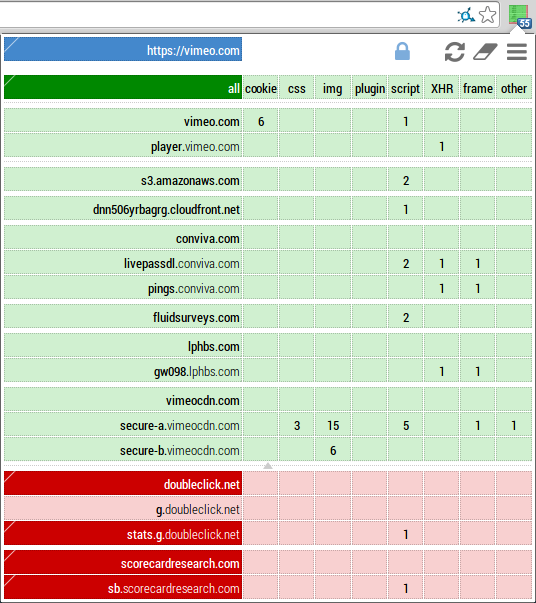 55
https://vimeo.com
all cookie css img plugin script XHR frame other
vimeo.com 6 1
player.vimeo.com 1
s3.amazonaws.com 2
dnn506yrbagrg.cloudfront.net 1
conviva.com
livepassdl.conviva.com 2 1 1
pings.conviva.com 1 1
fluidsurveys.com 2
lphbs.com
gw098.lphbs.com 1 1
vimeocdn.com
secure-a.vimeocdn.com 3 15 5 1 1
secure-b.vimeocdn.com 6
doubleclick.net
g.doubleclick.net
stats.g.doubleclick.net 1
scorecardresearch.com
sb.scorecardresearch.com 1